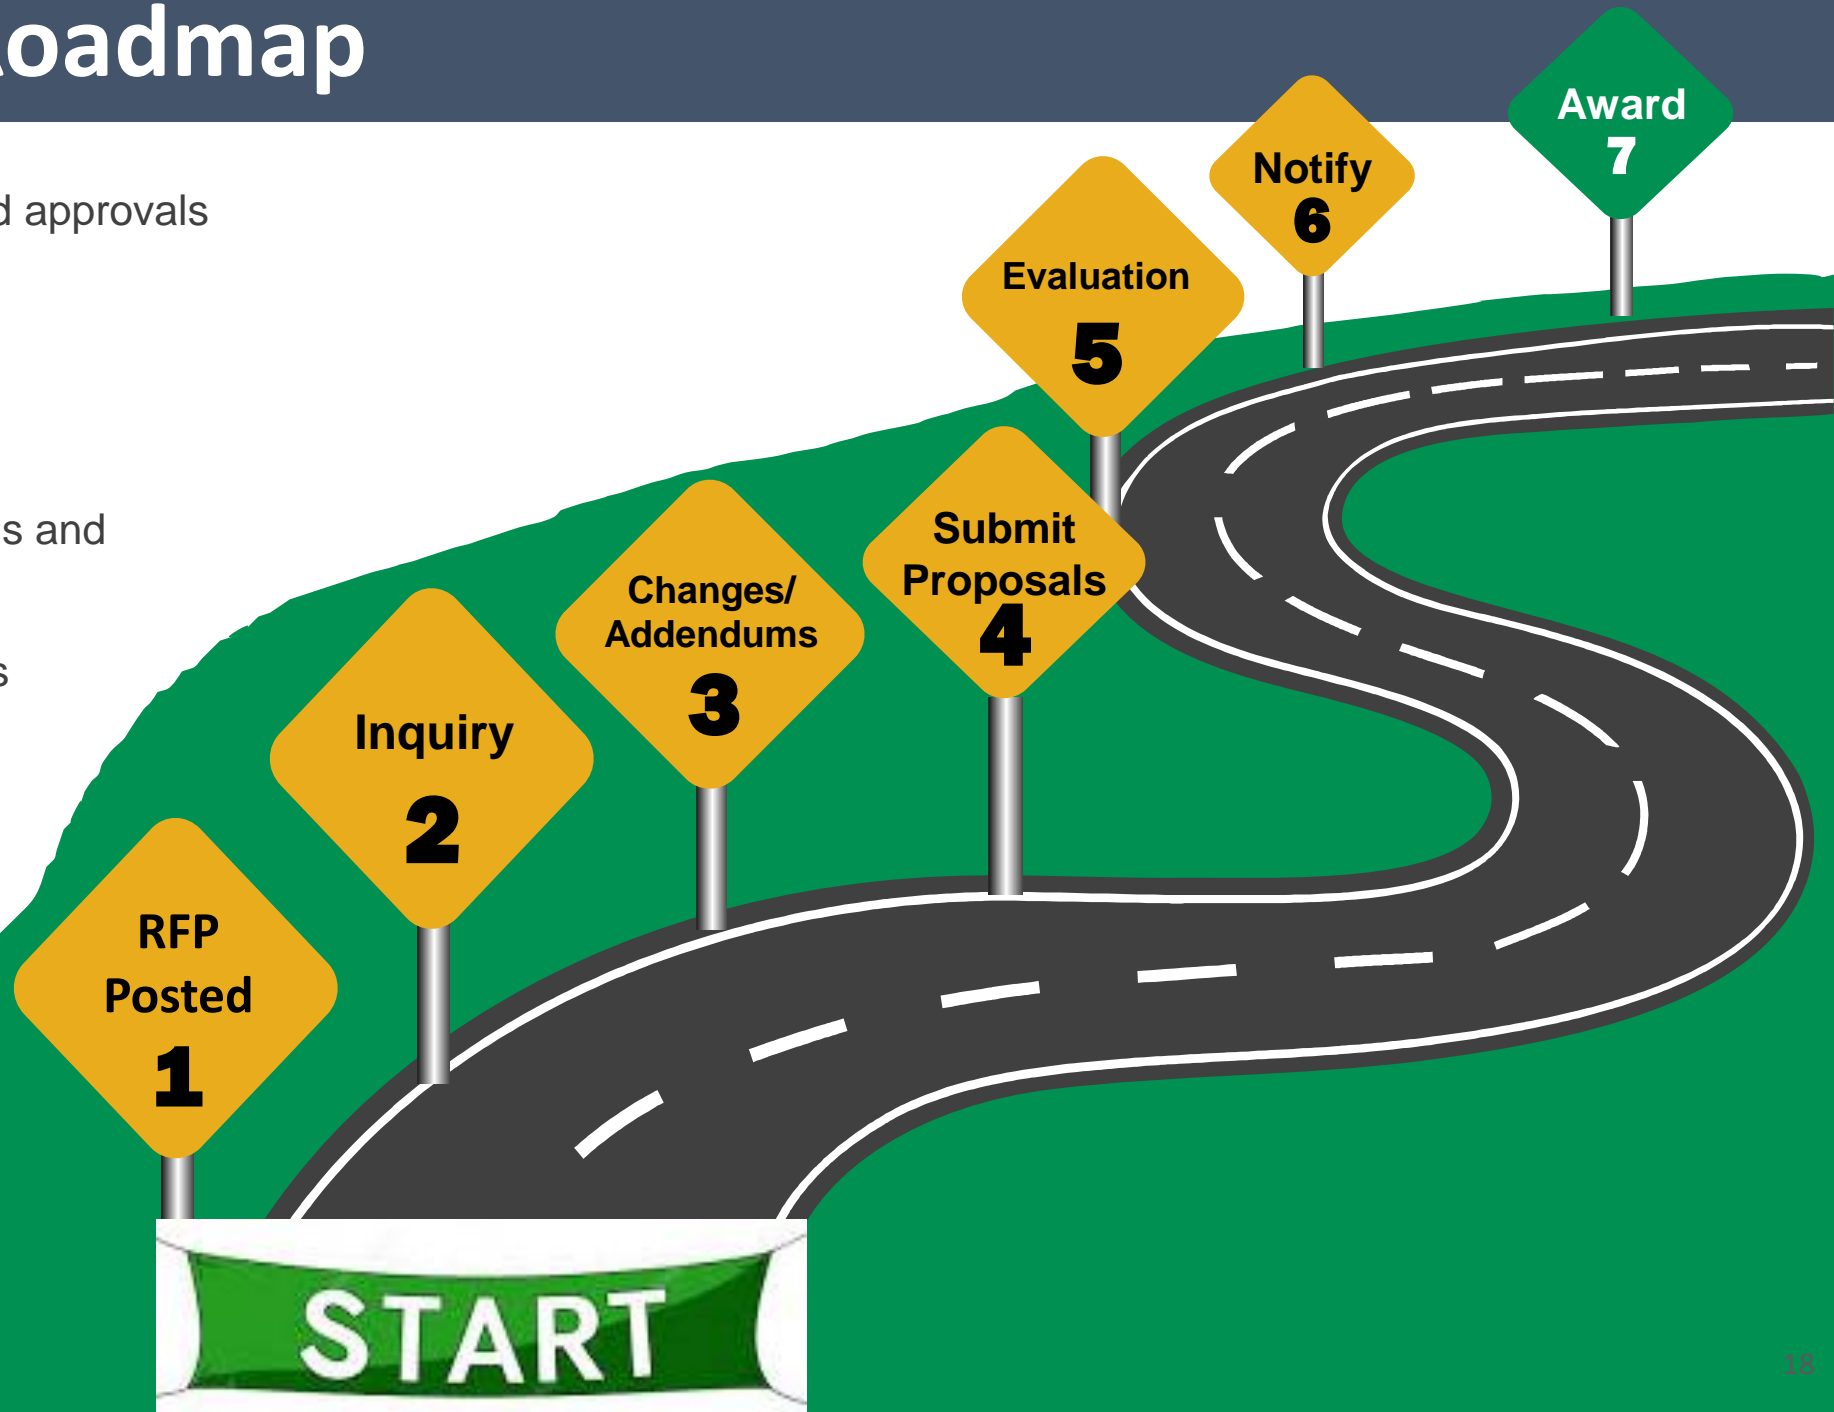 oadmap
d approvals
s and
s
Award
7
Notify
6
Evaluation
5
Submit
Proposals
4
Changes/
Addendums
3
Inquiry
2
RFP
Posted
1
START
18